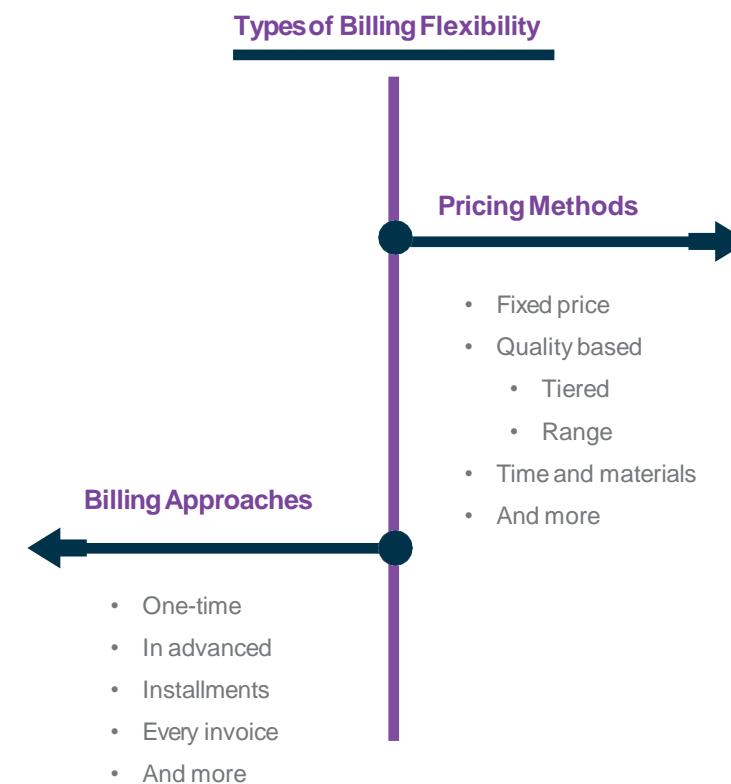 Types of Billing Flexibility
Pricing Methods
• Fixed price
• Quality based
• Tiered
• Range
• Time and materials
• And more
Billing Approaches
• One-time
• In advanced
• Installments
• Every invoice
• And more